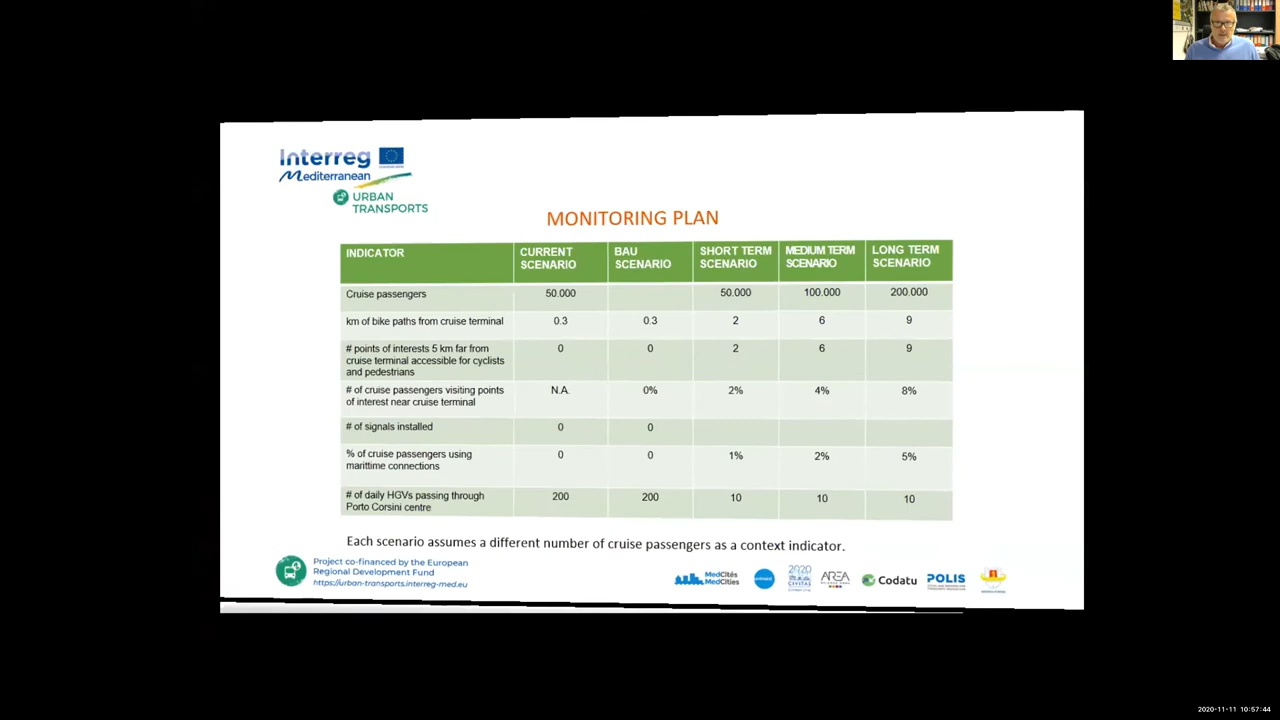 Interreg
Mediterranean
URBAN
TRANSPORTS
MONITORING PLAN
INDICATOR CURRENT SCENARIO BAU SCENARIO SHORT TERM SCENARIO MEDIUM TERM SCENARIO LONG TERM SCENARIO
Cruise passengers 50.000 50.000 100.000 200.000
km of bike paths from cruise terminal 0.3 0.3 2 6 9
# points of interests 5 km far from
cruise terminal accessible for cyclists
and pedestrians 0 0 2 6 9
# of cruise passengers visiting points
of interest near cruise terminal N.A. 0% 2% 4% 8%
# of signals installed 0 0
% of cruise passengers using
marittime connections 0 0 1% 2% 5%
# of daily HGVs passing through
Porto Corsini centre 200 200 10 10 10
Each scenario assumes a different number of cruise passengers as a context indicator.
Project co-financed by the European
Regional Development Fund
https://urban-transports.interreg-med.eu
MedCités
MedCities
2020
CIVITAS
AREA
Codatu
POLIS
2020-11-11 10:57:44